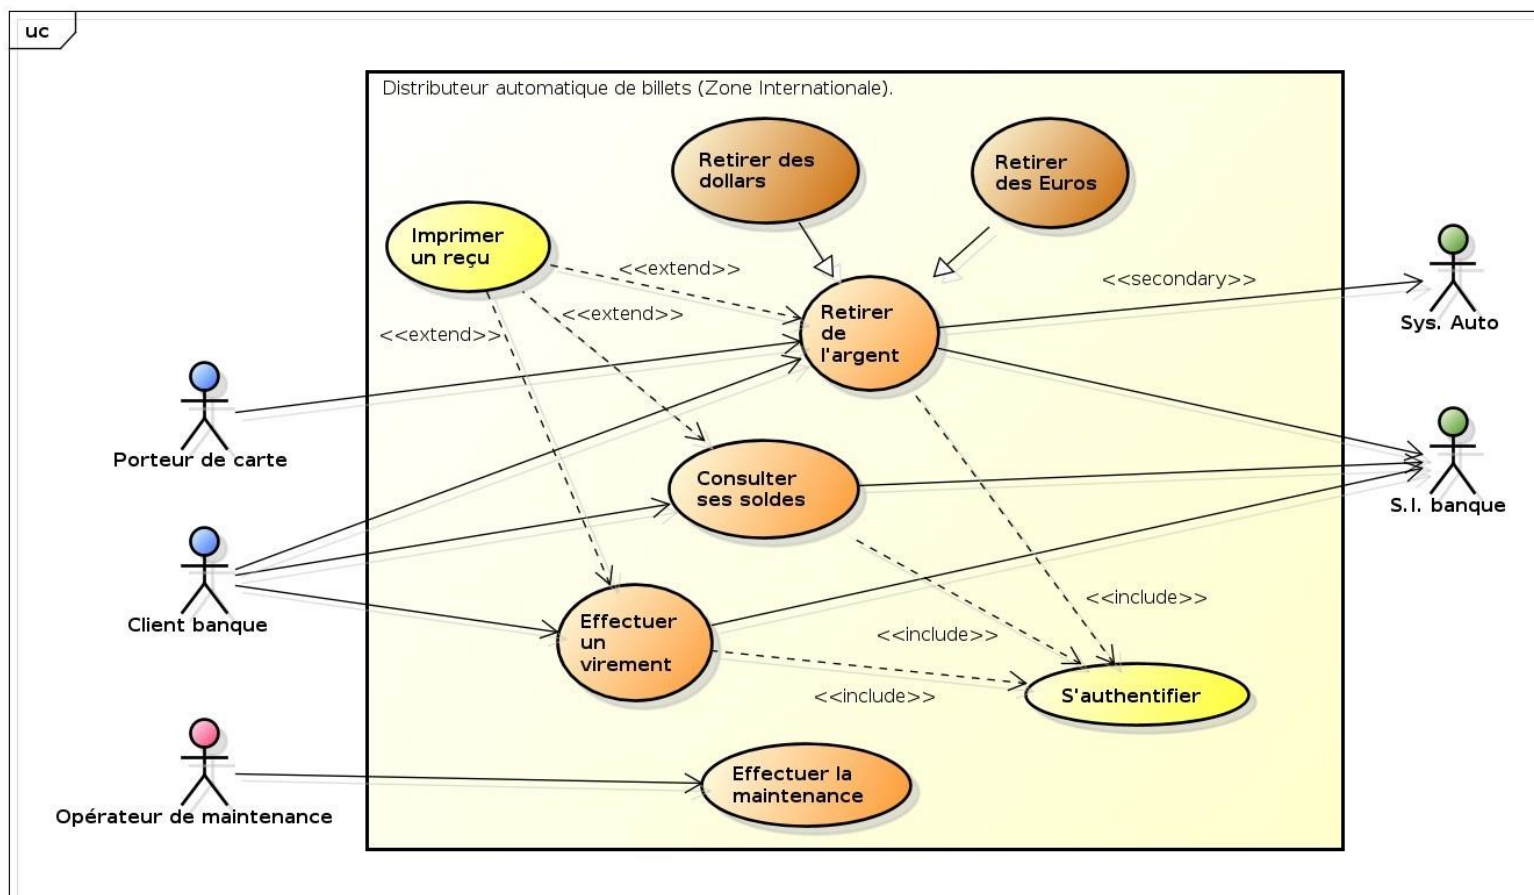 uc
Distributeur automatique de billets (Zone Internationale).
Retirer des
dollars
Retirer
des Euros
Imprimer
un reçu
<<extend>>
<<extend>>
<<extend>>
<<secondary>>
Retirer
de
l'argent
Sys. Auto
Porteur de carte
Consulter
ses soldes
S.I. banque
Client banque
<<include>>
<<include>>
<<include>>
Effectuer
un
virement
S'authentifier
Effectuer la
maintenance
Opérateur de maintenance